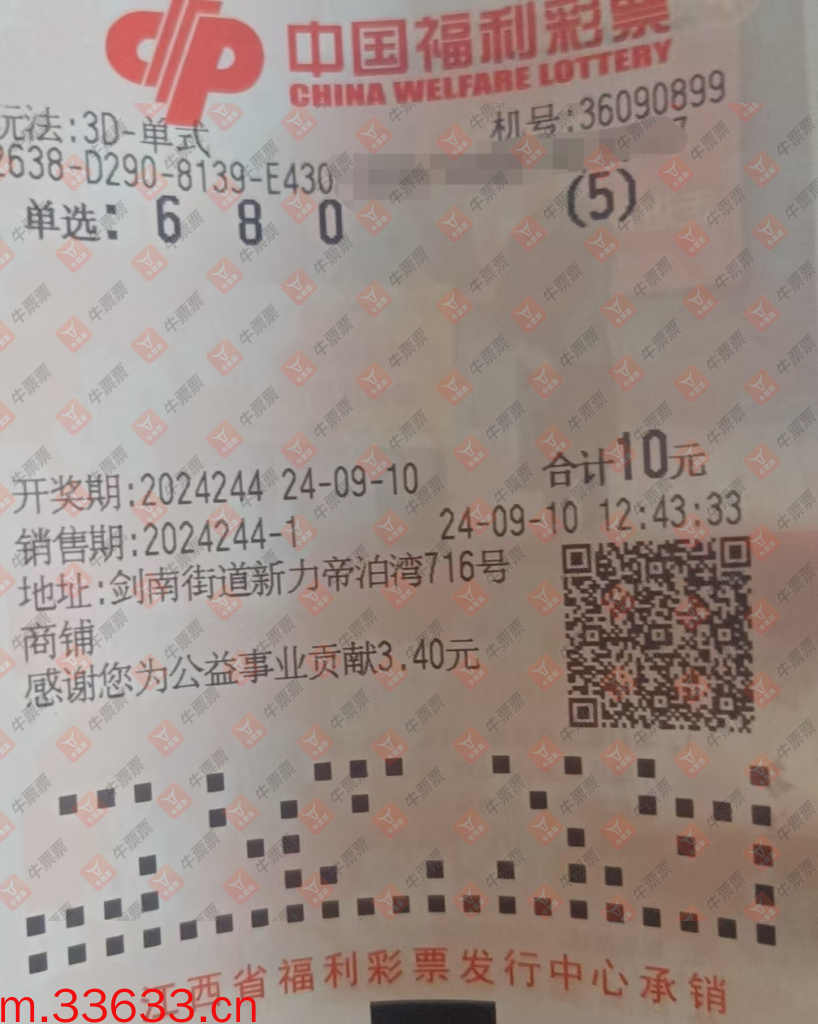 中国福利彩票
CHINA WELFARE LOTTERY
玩法:3D-单式 机号:36090899
2638-D290-8139-E430 7
单选: 6 8 0 (5)
开奖期:2024244 24-09-10 合计10元
销售期:2024244-1 24-09-10 12:43:33
地址:剑南街道新力帝泊湾716号
商铺
感谢您为公益事业贡献3.40元
江西省福利彩票发行中心承销
m.33633.cn
牛票票